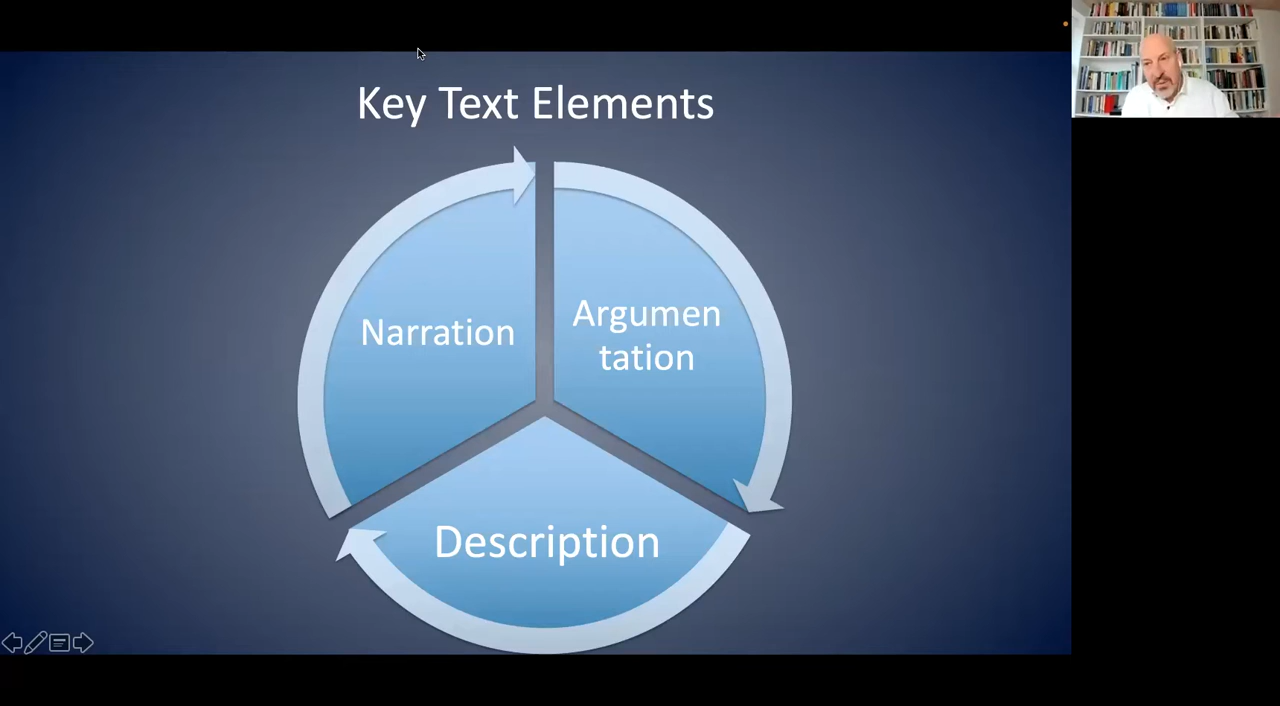 Key Text Elements
Narration
Argumen
tation
Description